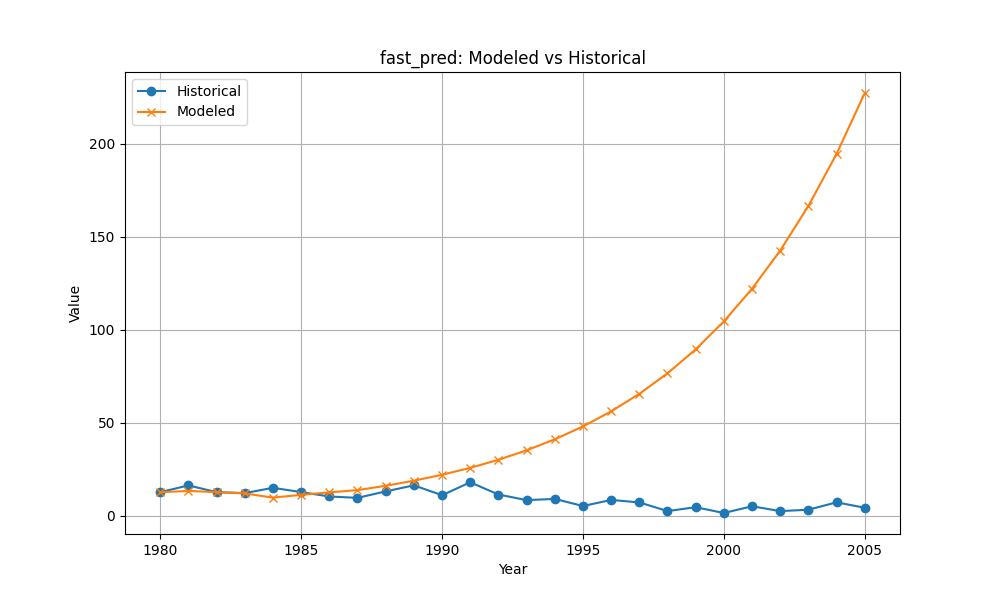 fast_pred: Modeled vs Historical
Historical
Modeled
Value
200
150
100
50
0
1980 1985 1990 1995 2000 2005
Year